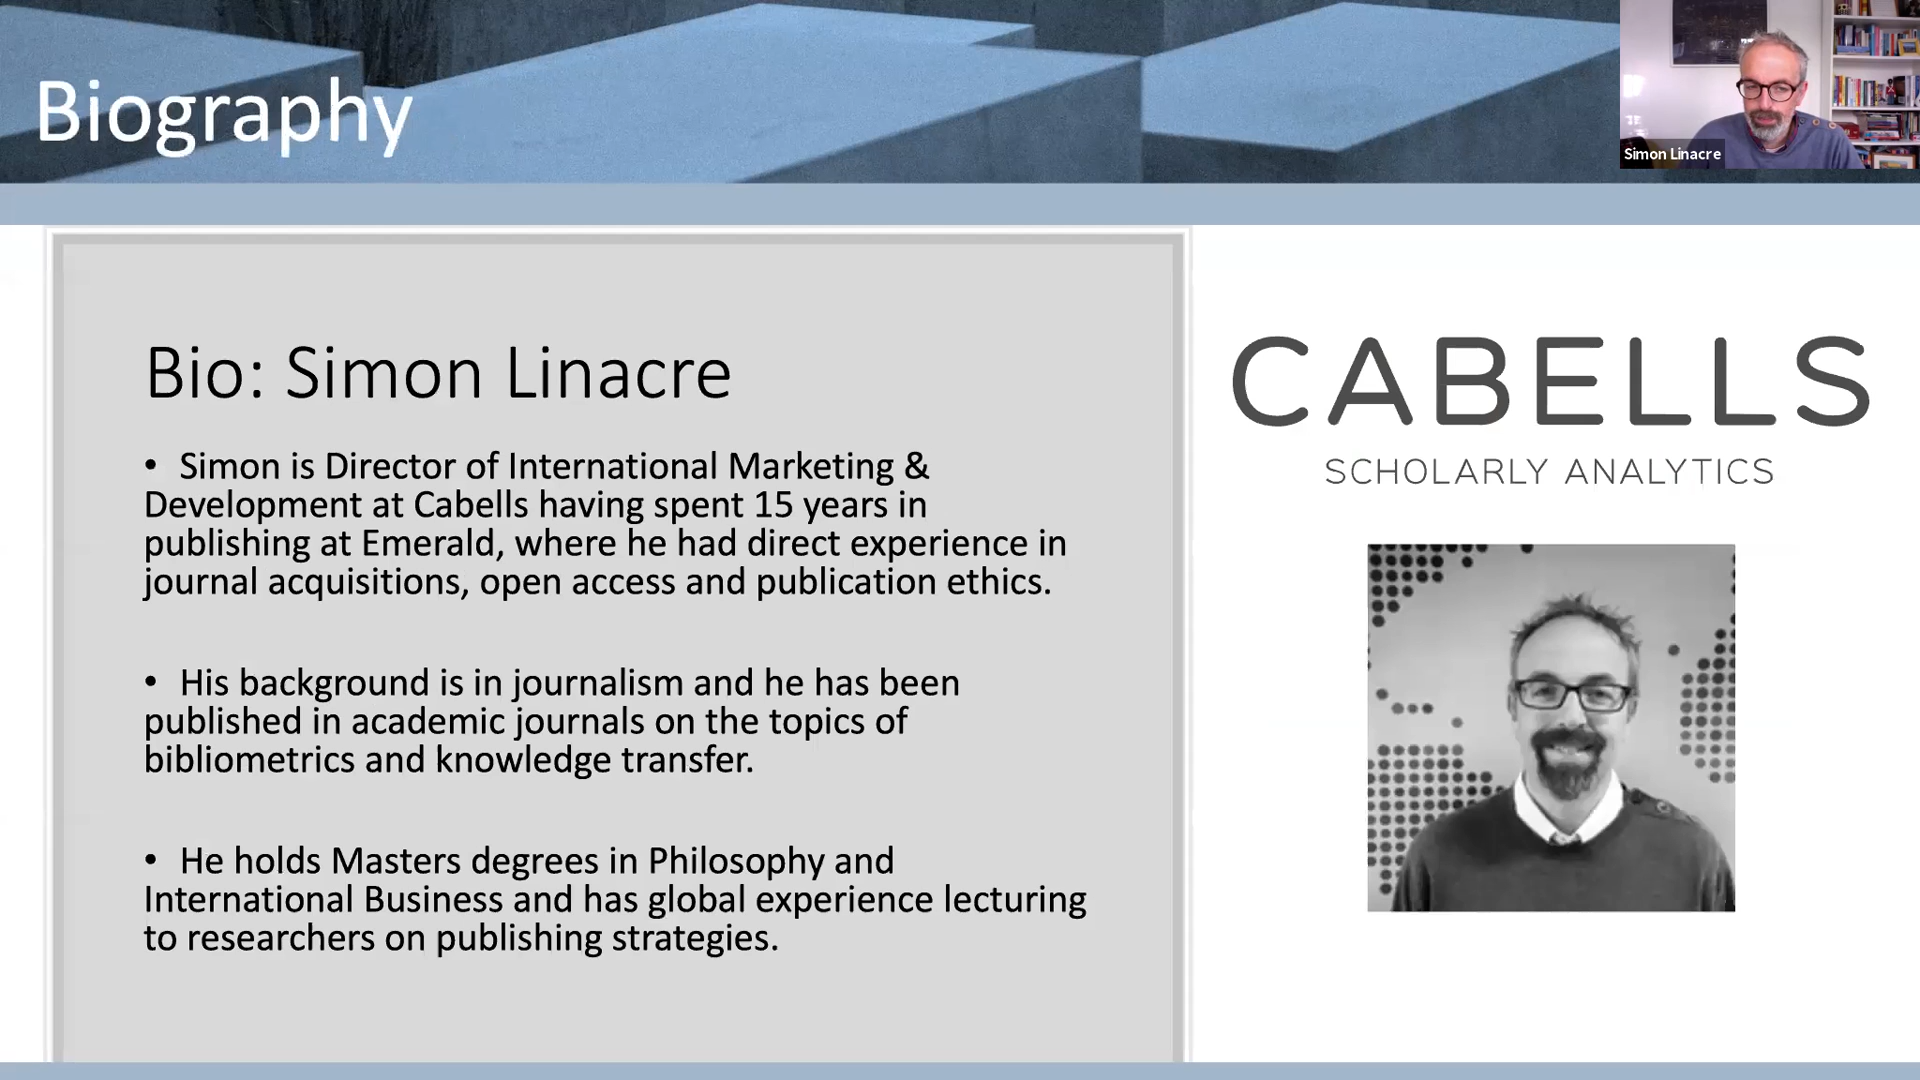 Biography
Simon Linacre
Bio: Simon Linacre
• Simon is Director of International Marketing &
Development at Cabells having spent 15 years in
publishing at Emerald, where he had direct experience in
journal acquisitions, open access and publication ethics.
• His background is in journalism and he has been
published in academic journals on the topics of
bibliometrics and knowledge transfer.
• He holds Masters degrees in Philosophy and
International Business and has global experience lecturing
to researchers on publishing strategies.
CABELLS
SCHOLARLY ANALYTICS